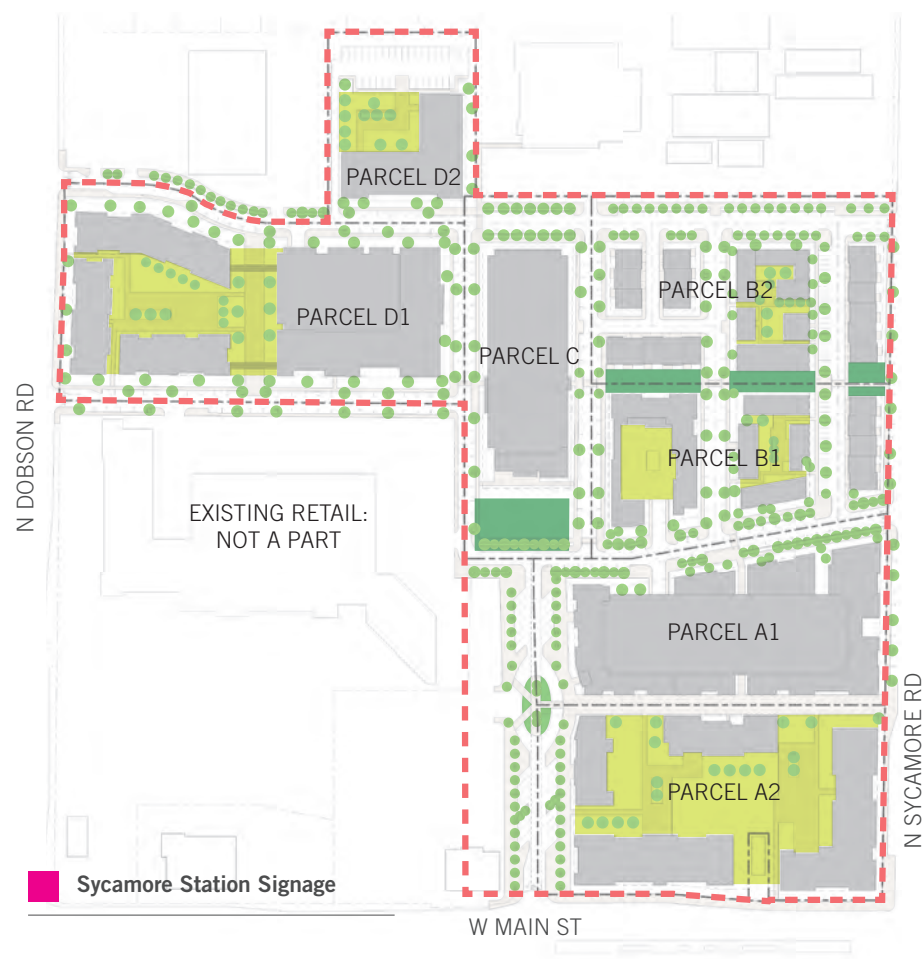 PARCEL D2
PARCEL D1
PARCEL B2
PARCEL C
N DOBSON RD
PARCEL B1
EXISTING RETAIL:
NOT A PART
PARCEL A1
N SYCAMORE RD
PARCEL A2
Sycamore Station Signage
W MAIN ST